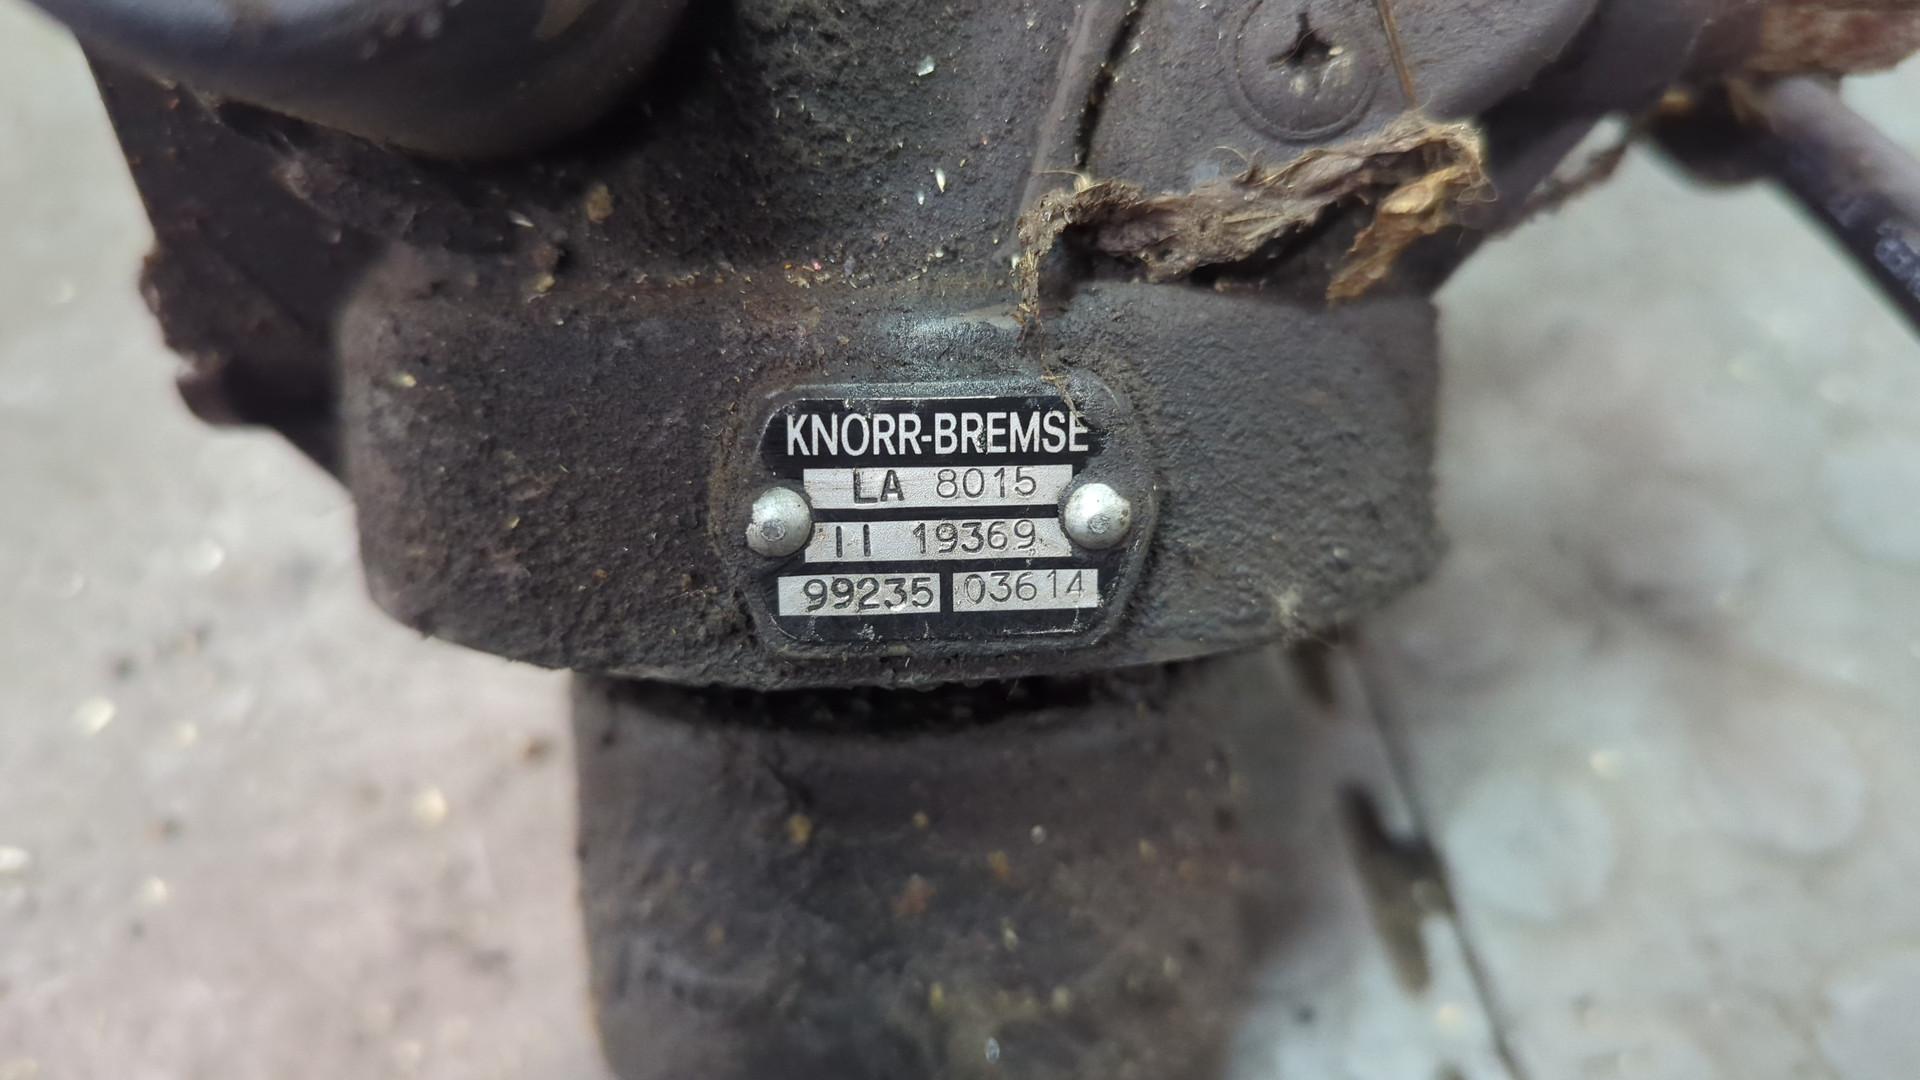 KNORR-BREMSE
LA 8015
II 19369
99235 03614